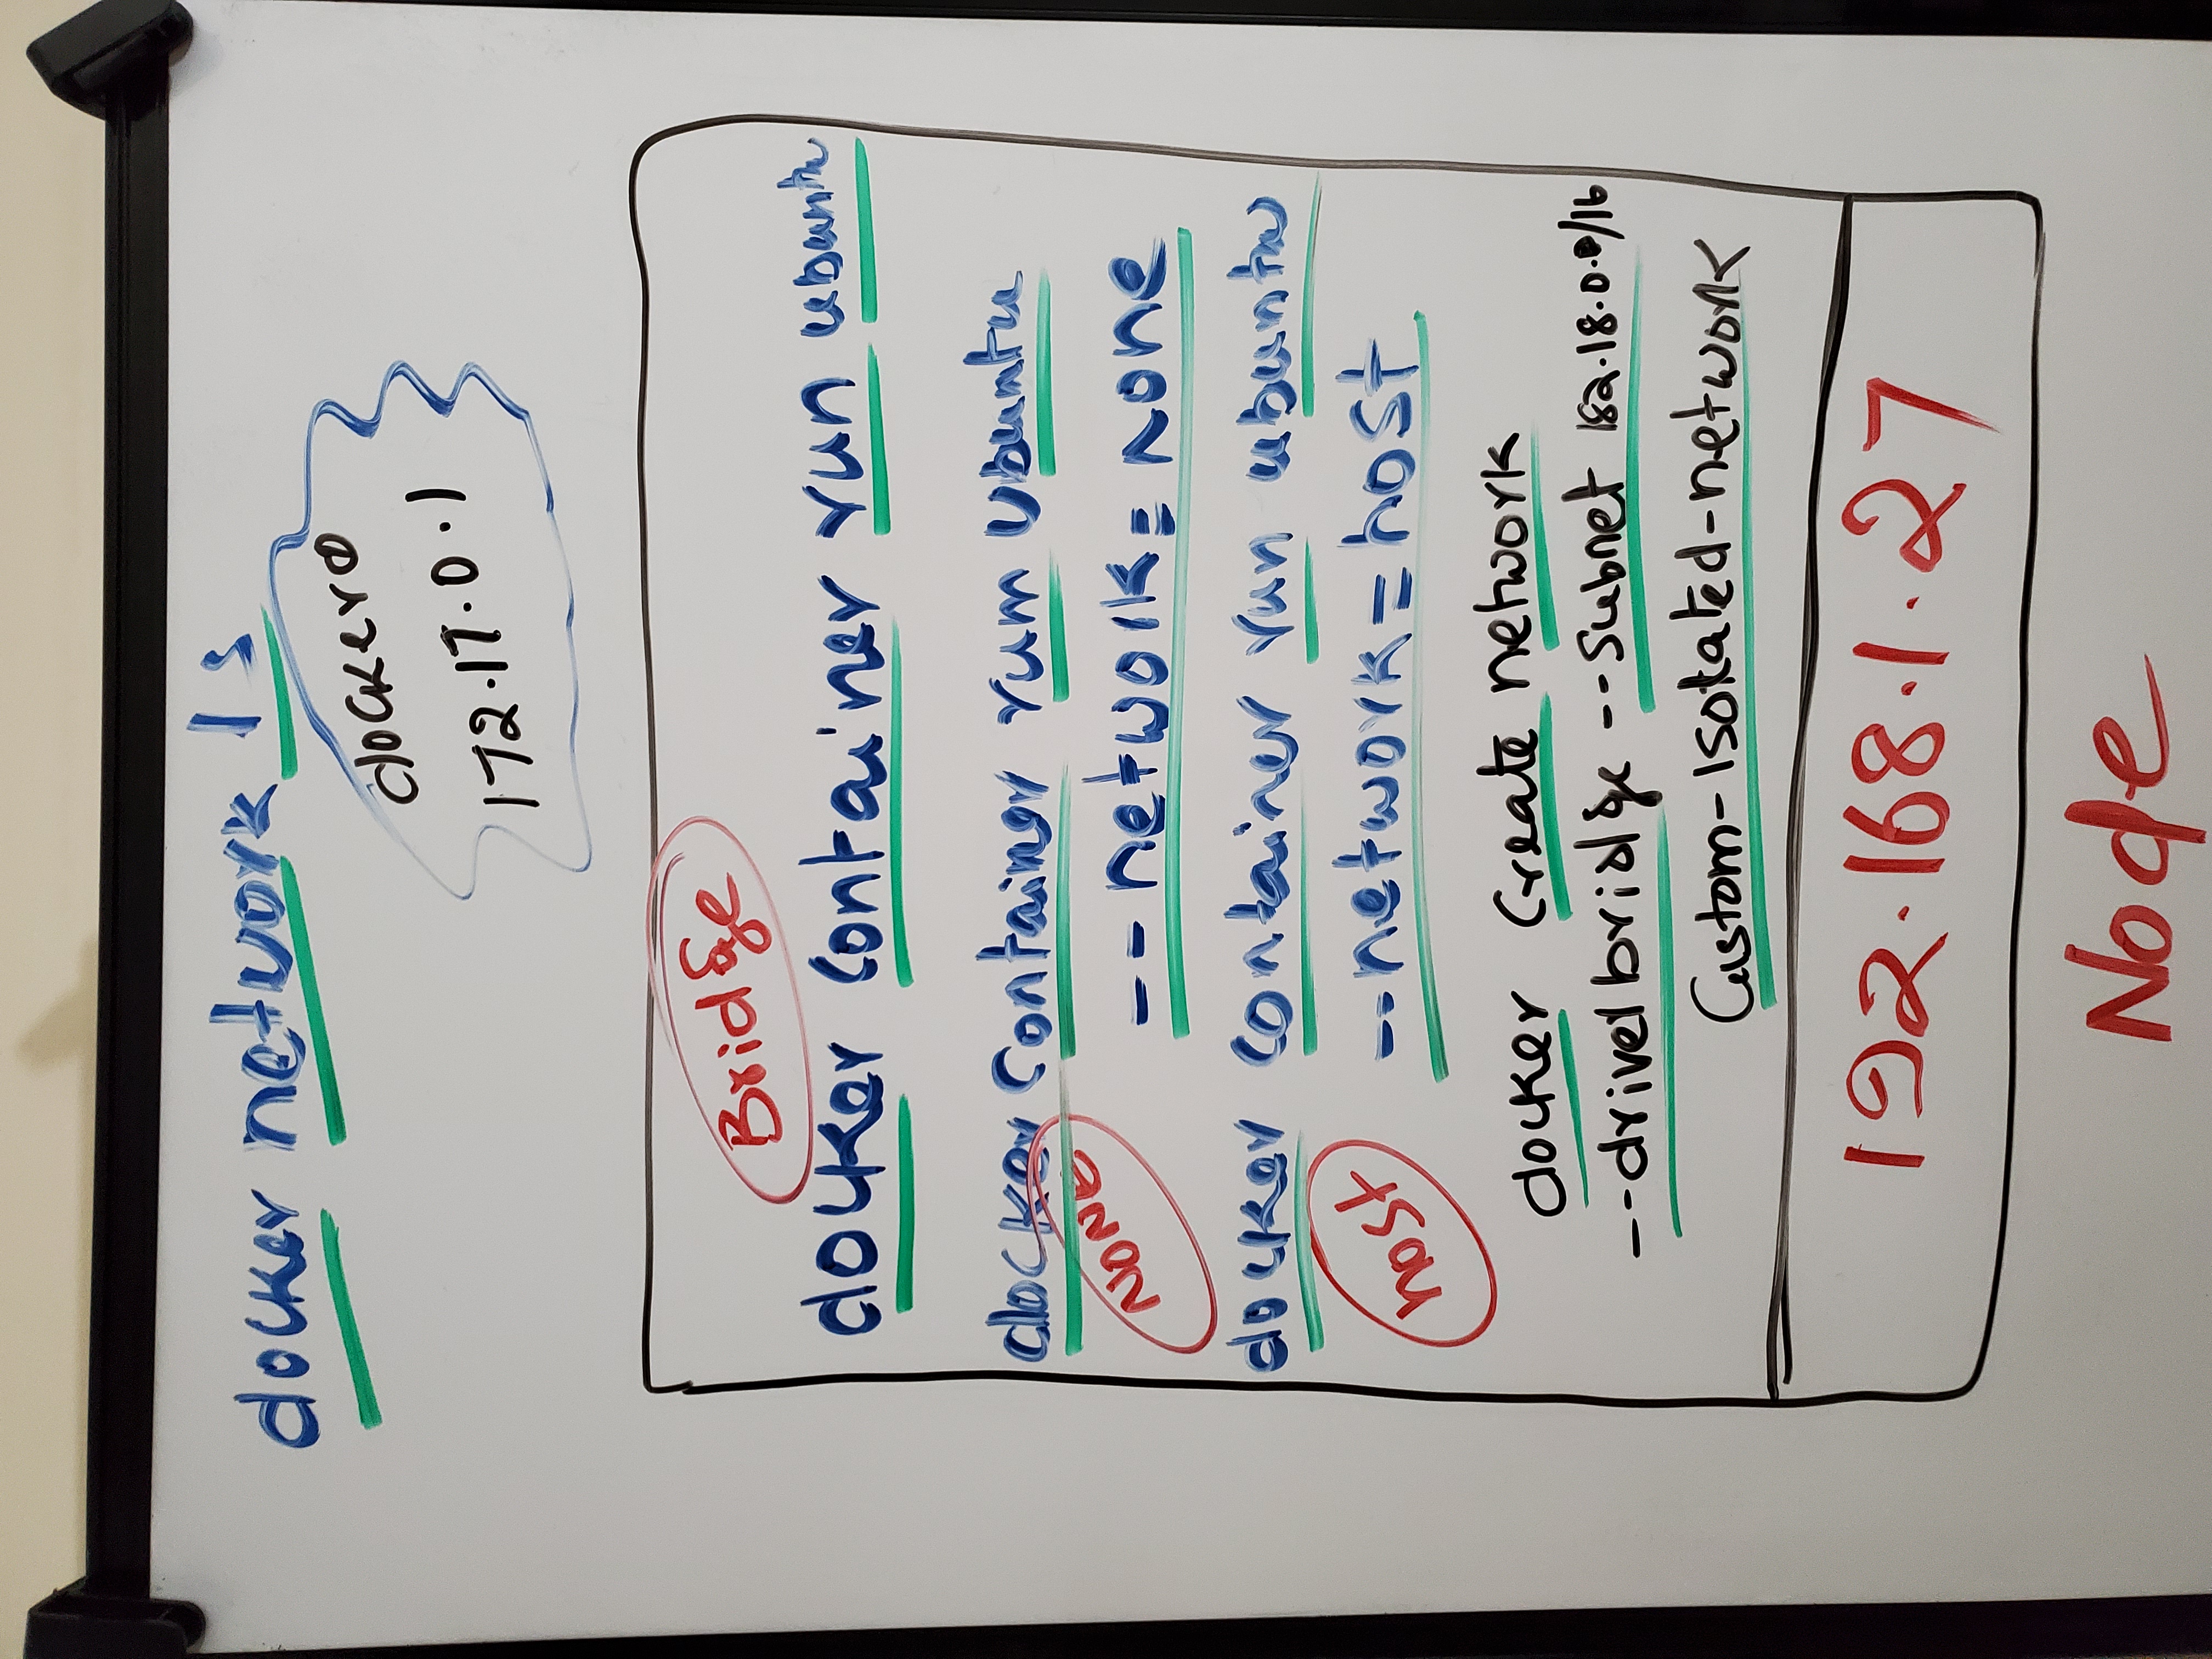 docker network ls
docker0
172.17.0.1
Bridge
docker container run ubuntu
docker container run Ubuntu
NONE
--network=none
docker container run ubuntu
host
--network=host
docker Create network
--driver bridge --Subnet 182.18.0.0/16
Custom-Isolated-network
192.168.1.27
Node